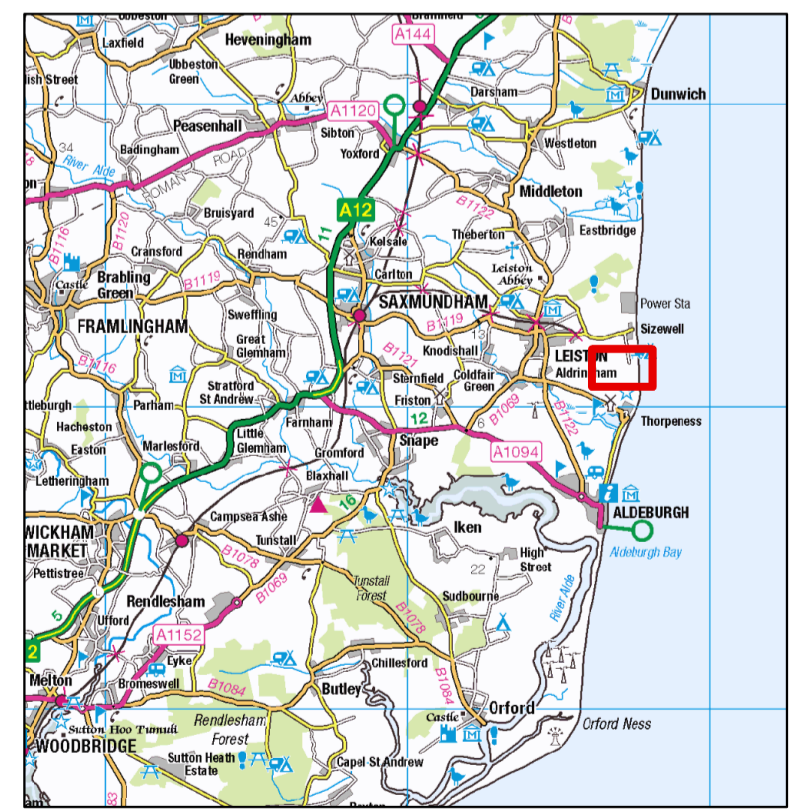 A144
Laxfield
Heveningham
Ubbeston
Green
Darsham
Dunwich
Abbey
A1120
Peasenhall
Sibton
Yoxford
Westleton
34
River Alde
Badingham
ROMAN ROAD
Middleton
B1122
A12
Bruisyard
45
Kelsale
Theberton
Eastbridge
B1116
B1120
Cransford
Rendham
11
Carlton
Leiston
Abbey
Castle
Brabling
Green
B1119
SAXMUNDHAM
Power Sta
Sizewell
FRAMLINGHAM
Sweffling
B1119
13
Great
Glemham
Knodishall
LEISTON
B1116
B1121
Sternfield
Coldfair
Green
Aldringham
Stratford
St Andrew
Friston
Parham
B1069
B1122
Hacheston
Farnham
12
6
Thorpeness
Easton
Marlesford
Little
Glemham
Snape
Gromford
A1094
Letheringham
Blaxhall
16
ALDEBURGH
WICKHAM
MARKET
Campsea Ashe
Iken
Aldeburgh Bay
Tunstall
B1078
High
Street
Pettistree
B1069
Tunstall
Forest
22
Rendlesham
Sudbourne
River Alde
5
Ufford
B1078
A1152
Eyke
Chillesford
Melton
Bromeswell
B1084
Butley
B1084
Orford
Sutton Hoo Tumuli
Rendlesham
Forest
Castle
Orford Ness
WOODBRIDGE
Sutton Heath
Estate
Capel St Andrew